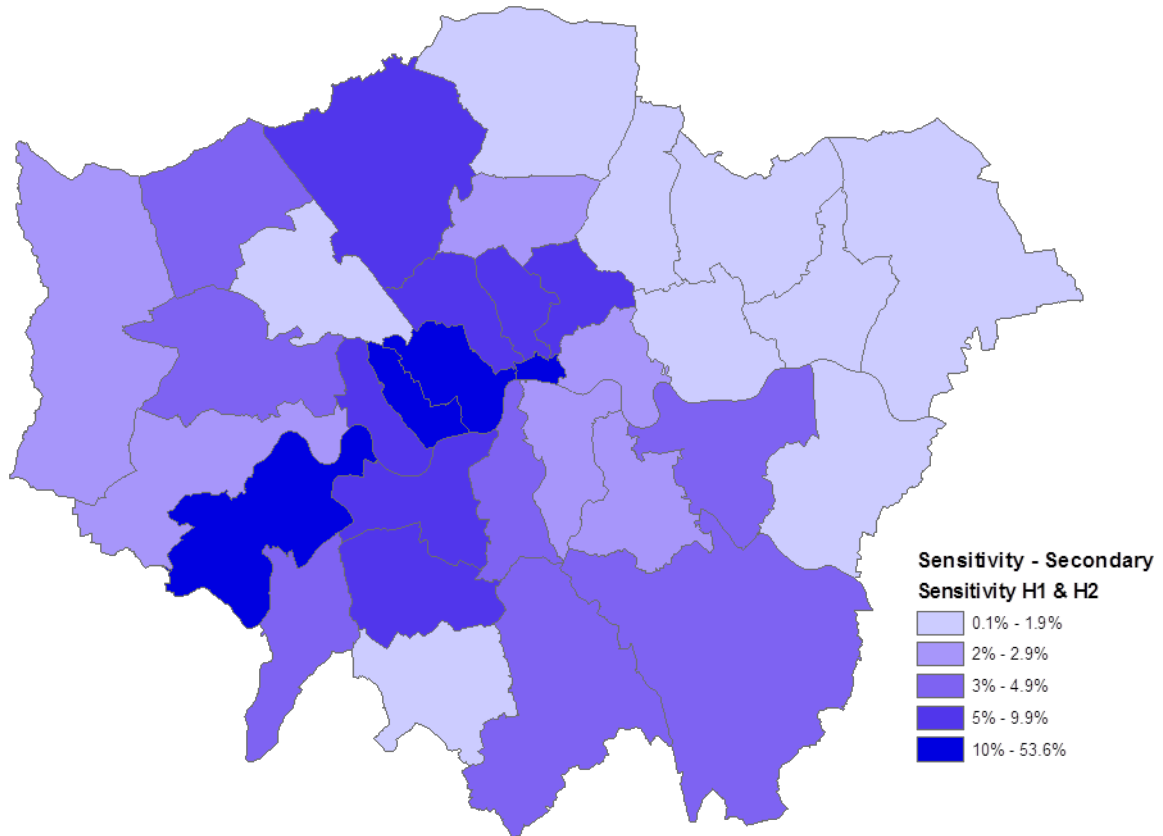 Sensitivity - Secondary
Sensitivity H1 & H2
0.1% - 1.9%
2% - 2.9%
3% - 4.9%
5% - 9.9%
10% - 53.6%